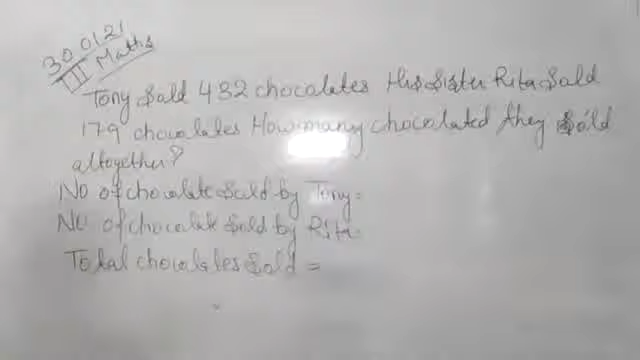 30 01 21
III Maths
Tony Sold 432 chocolates His Sister Rita Sold
179 chocolates How many chocolated they sold
altogether?
No of chocolate Sold by Tony=
No of chocolate Sold by Rita=
Total chocolates Sold =